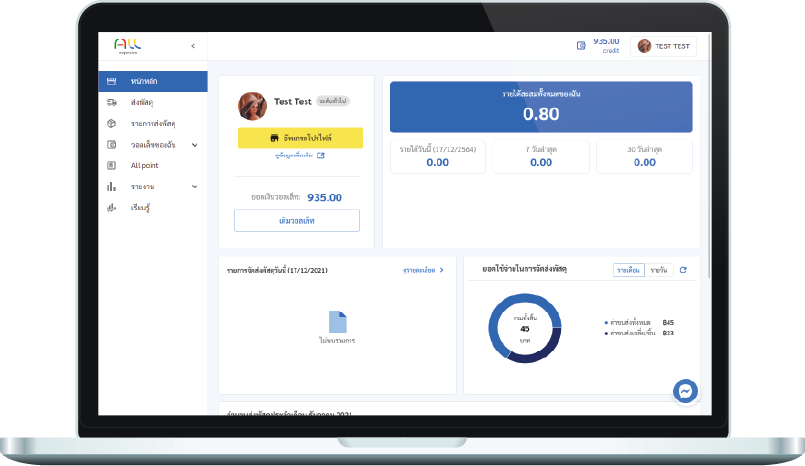 ALL
express
935.00
credit
TEST TEST
หน้าหลัก
ส่งพัสดุ
รายการส่งพัสดุ
วอลเล็ทของฉัน
All point
รายงาน
เรียนรู้
Test Test
ระดับทั่วไป
อัพเกรดโปรไฟล์
ดูข้อมูลเพิ่มเติม
ยอดเงินวอลเล็ท: 935.00
เติมวอลเล็ท
รายได้สะสมทั้งหมดของฉัน
0.80
รายได้วันนี้ (17/12/2564)
0.00
7 วันล่าสุด
0.00
30 วันล่าสุด
0.00
รายการจัดส่งพัสดุวันนี้ (17/12/2021)
ดูรายละเอียด
ไม่พบรายการ
ยอดใช้จ่ายในการจัดส่งพัสดุ
รายเดือน
รายวัน
รวมทั้งสิ้น
45
บาท
ค่าขนส่งทั้งหมด ฿45
ค่าขนส่งเพิ่มขึ้น ฿23